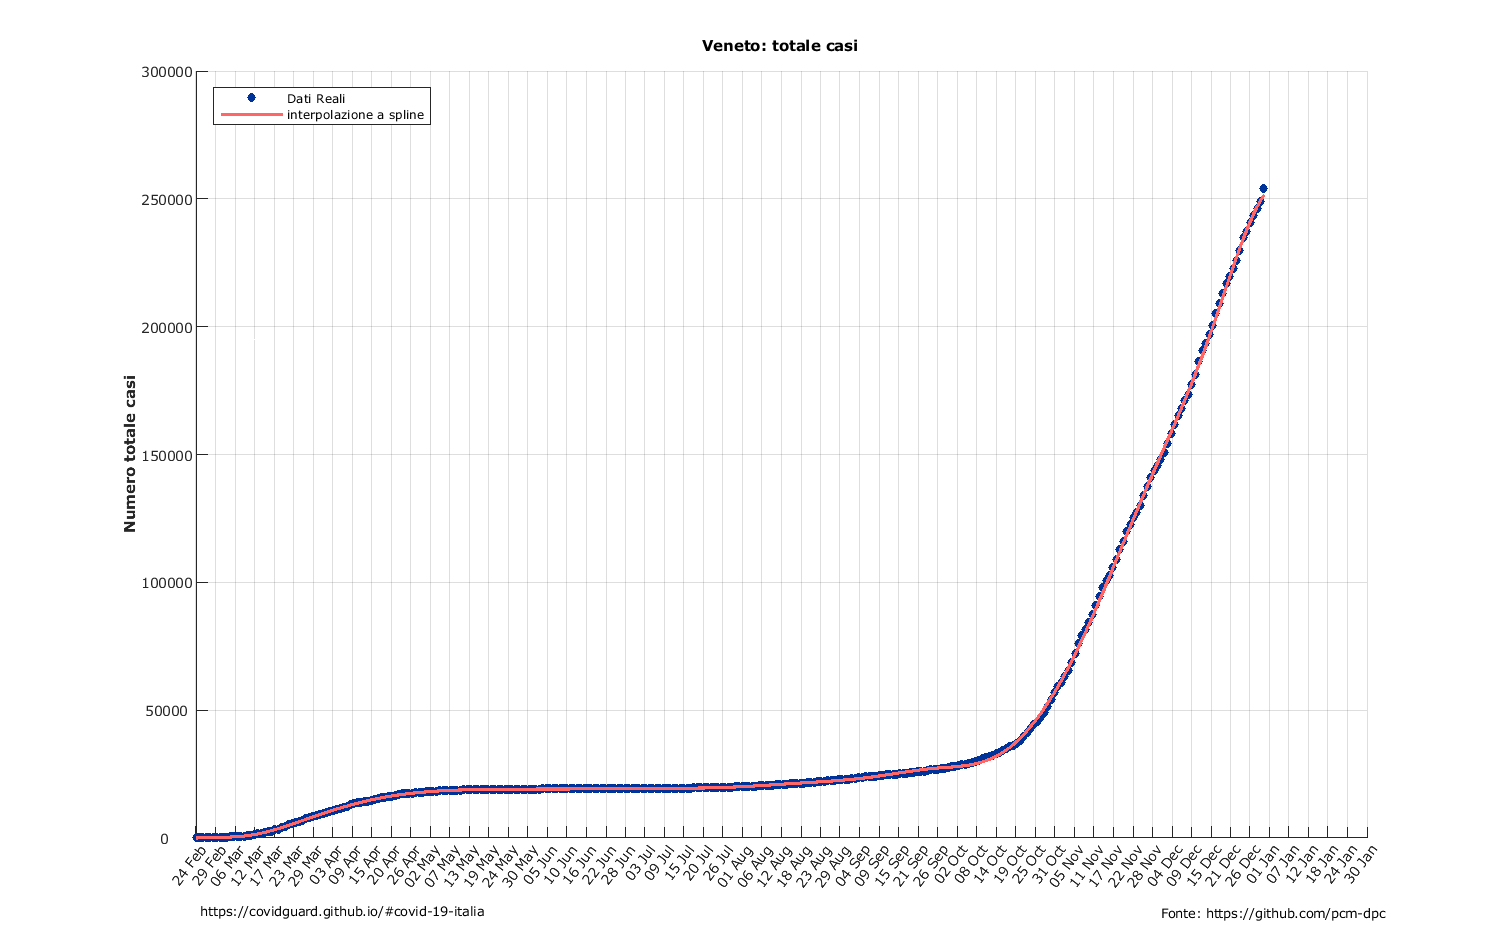 Veneto: totale casi
300000
Dati Reali
interpolazione a spline
250000
200000
150000
100000
50000
0
Numero totale casi
24 Feb
29 Feb
06 Mar
12 Mar
17 Mar
23 Mar
29 Mar
03 Apr
09 Apr
15 Apr
20 Apr
26 Apr
02 May
07 May
13 May
19 May
24 May
30 May
05 Jun
10 Jun
16 Jun
22 Jun
28 Jun
03 Jul
09 Jul
15 Jul
20 Jul
26 Jul
01 Aug
06 Aug
12 Aug
18 Aug
23 Aug
29 Aug
04 Sep
09 Sep
15 Sep
21 Sep
26 Sep
02 Oct
08 Oct
14 Oct
19 Oct
25 Oct
31 Oct
05 Nov
11 Nov
17 Nov
22 Nov
28 Nov
04 Dec
09 Dec
15 Dec
21 Dec
26 Dec
01 Jan
07 Jan
12 Jan
18 Jan
24 Jan
30 Jan
https://covidguard.github.io/#covid-19-italia
Fonte: https://github.com/pcm-dpc